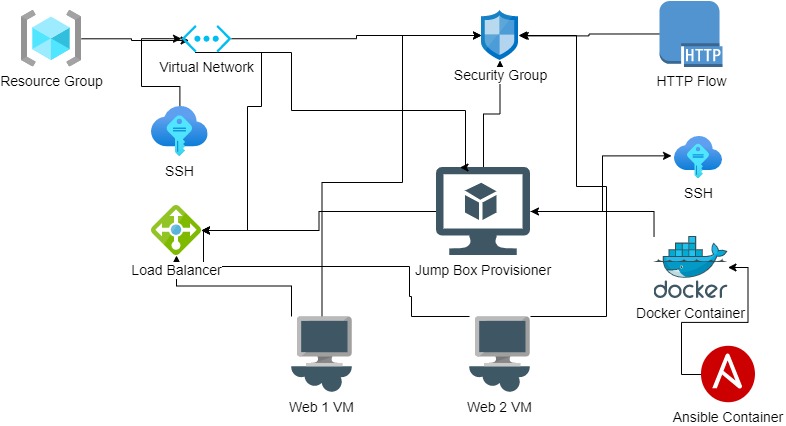 HTTP
Resource Group
Virtual Network
Security Group
HTTP Flow
SSH
SSH
Load Balancer
Jump Box Provisioner
docker
Docker Container
Web 1 VM
Web 2 VM
A
Ansible Container